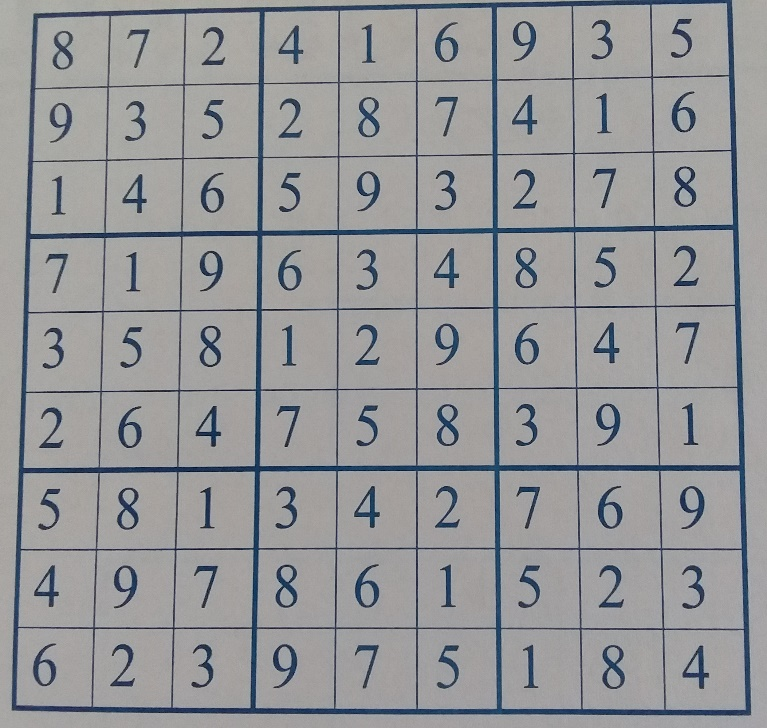 8 7 2 4 1 6 9 3 5
9 3 5 2 8 7 4 1 6
1 4 6 5 9 3 2 7 8
7 1 9 6 3 4 8 5 2
3 5 8 1 2 9 6 4 7
2 6 4 7 5 8 3 9 1
5 8 1 3 4 2 7 6 9
4 9 7 8 6 1 5 2 3
6 2 3 9 7 5 1 8 4